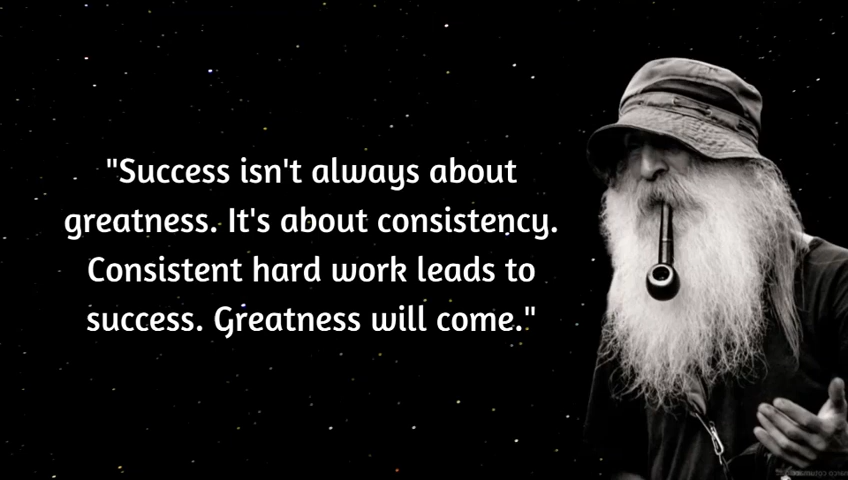 "Success isn't always about
greatness. It's about consistency.
Consistent hard work leads to
success. Greatness will come."